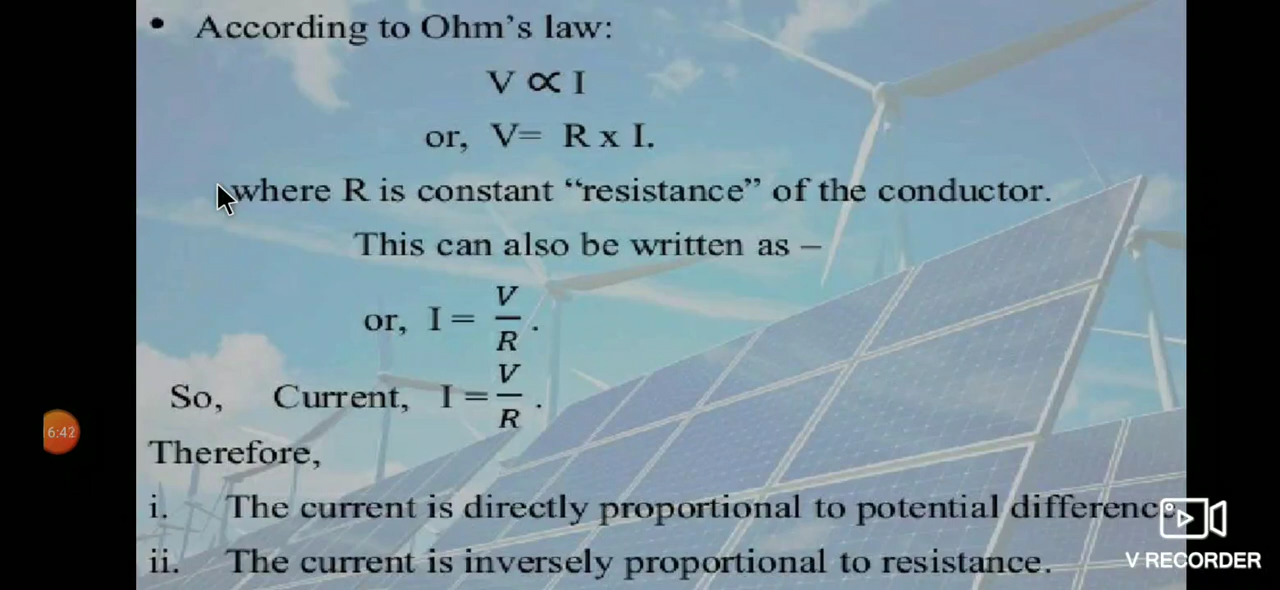 • According to Ohm's law:
V ∝ I
or, V= R x I.
where R is constant “resistance” of the conductor.
This can also be written as –
or, I = V/R .
So, Current, I = V/R .
6:42
Therefore,
i. The current is directly proportional to potential
ii. The current is inversely proportional to resistance.
V RECORDER